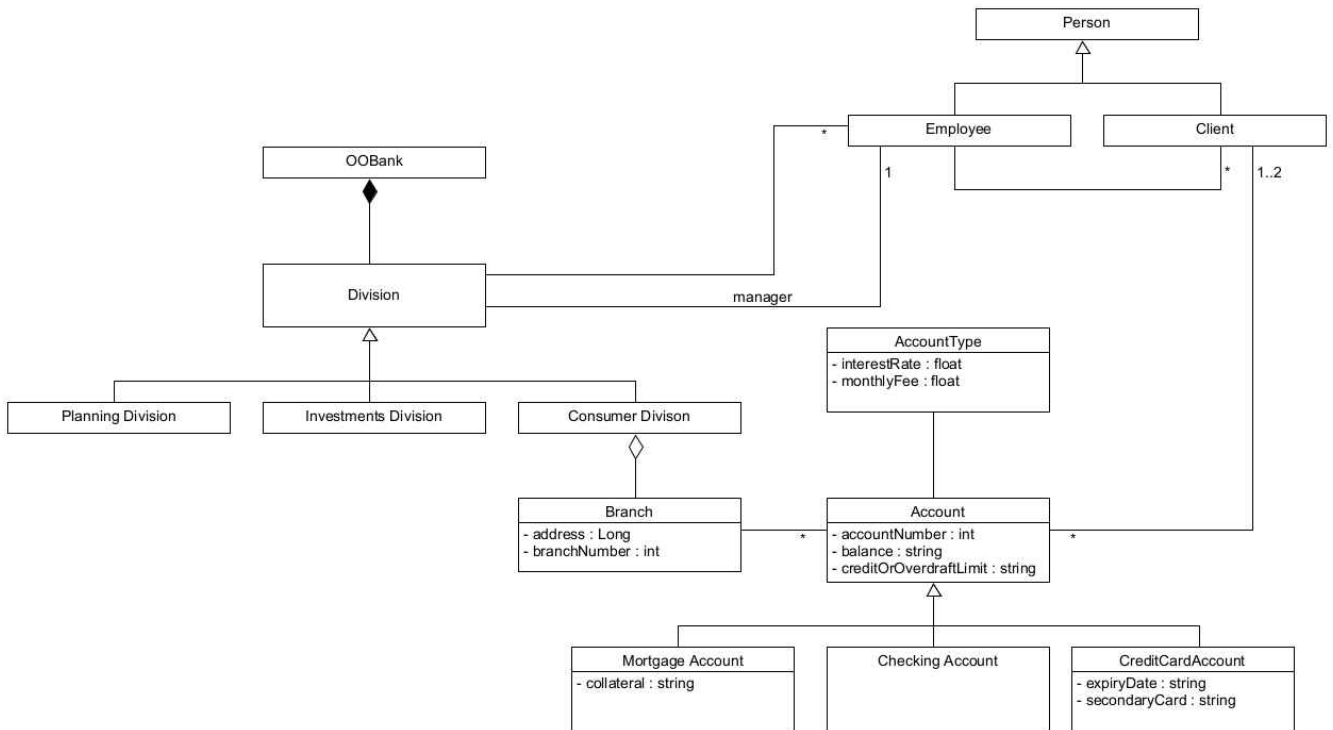 Person
Employee
Client
*
OOBank
1
*
1..2
Division
manager
AccountType
- interestRate : float
- monthlyFee : float
Planning Division
Investments Division
Consumer Divison
Branch
- address : Long
- branchNumber : int
*
Account
- accountNumber : int
- balance : string
- creditOrOverdraftLimit : string
*
Mortgage Account
- collateral : string
Checking Account
CreditCardAccount
- expiryDate : string
- secondaryCard : string